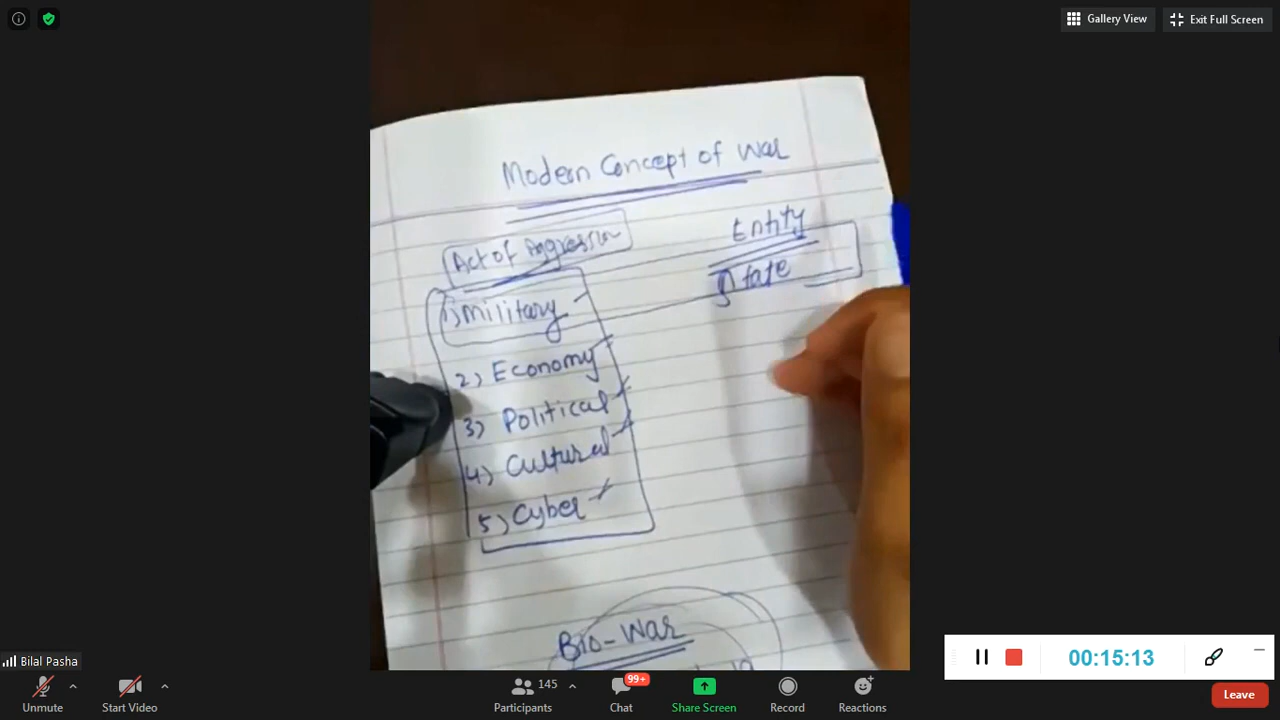 Gallery View
Exit Full Screen
Modern Concept of War
Act of Aggression
Entity
State
1) Military
2) Economy
3) Political
4) Cultural
5) Cyber
Bio-War
Bilal Pasha
00:15:13
Unmute
Start Video
145
Participants
99+
Chat
Share Screen
Record
Reactions
Leave